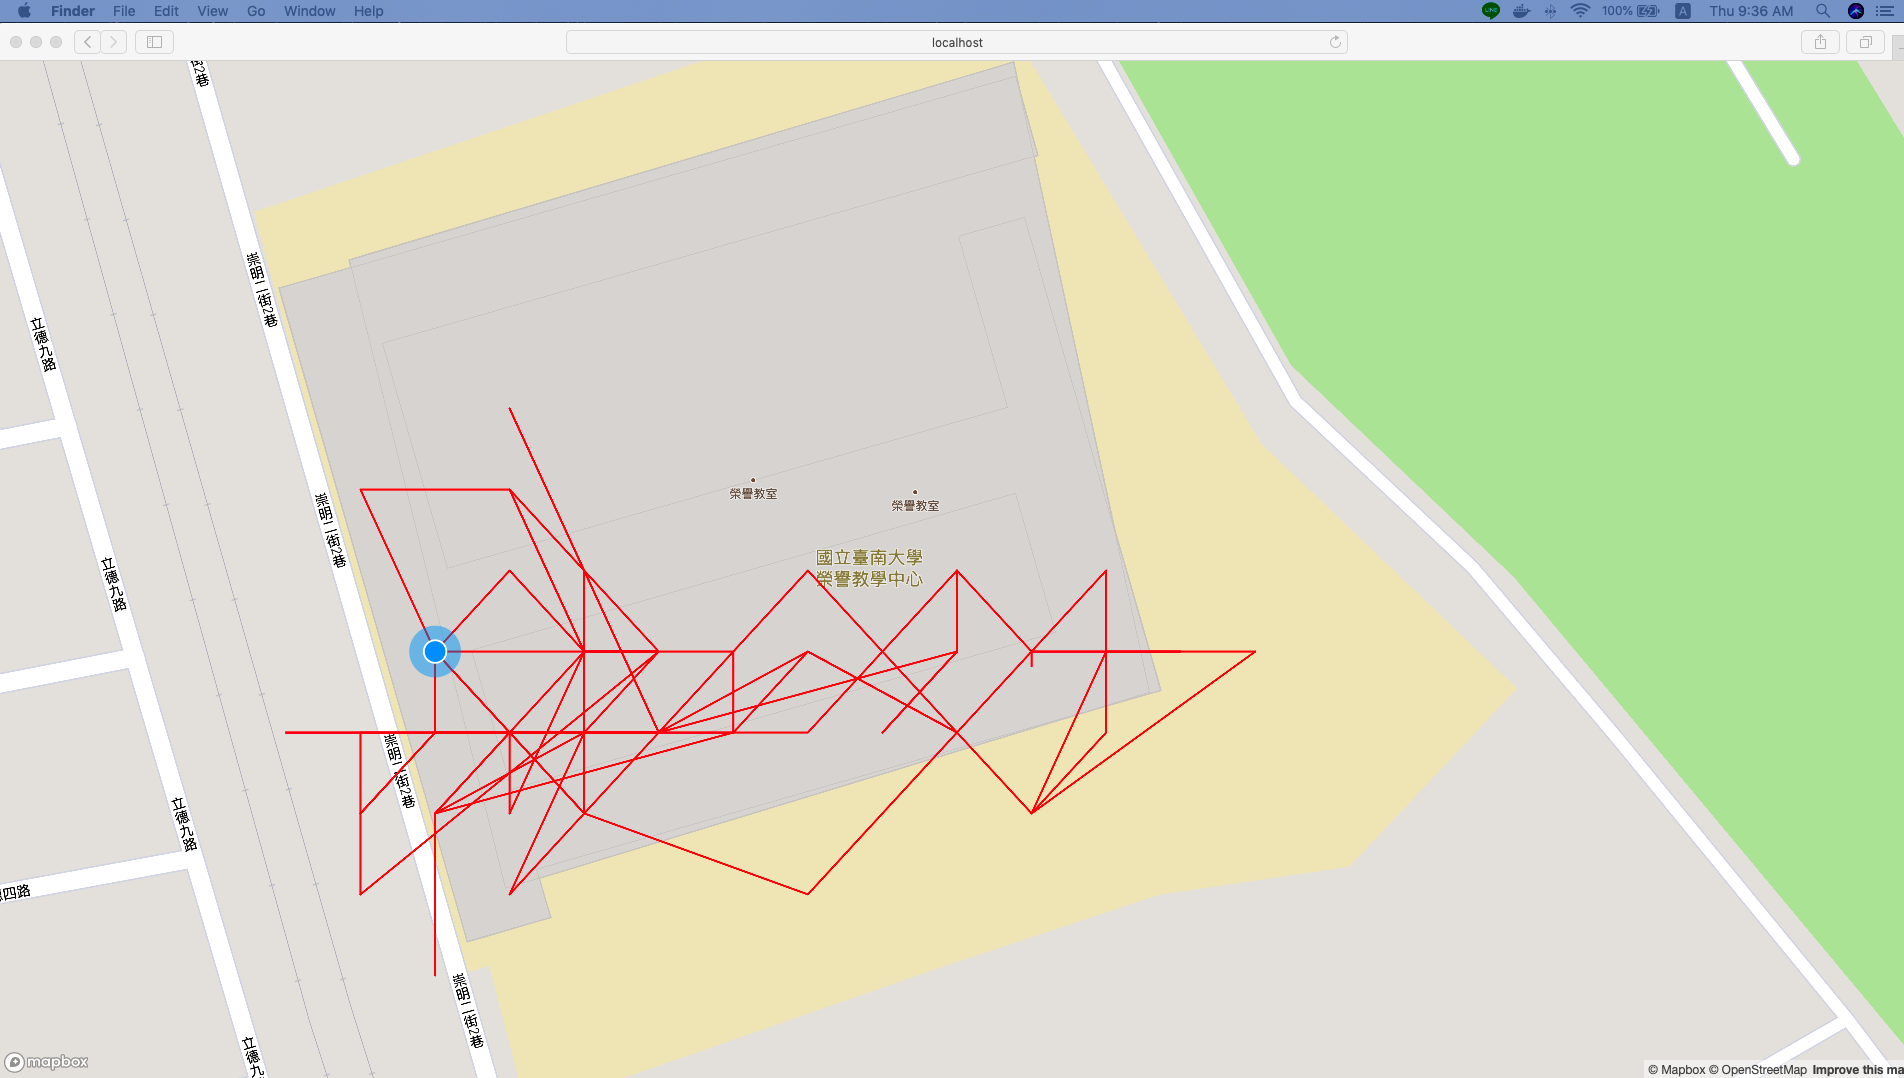 Finder File Edit View Go Window Help
LINE 100% A Thu 9:36 AM
localhost
街2巷
崇明二街2巷
立德九路
崇明二街2巷
榮譽教室
榮譽教室
國立臺南大學
榮譽教學中心
立德九路
崇明二街2巷
立德九路
德四路
崇明二街2巷
立德九
mapbox
© Mapbox © OpenStreetMap Improve this ma